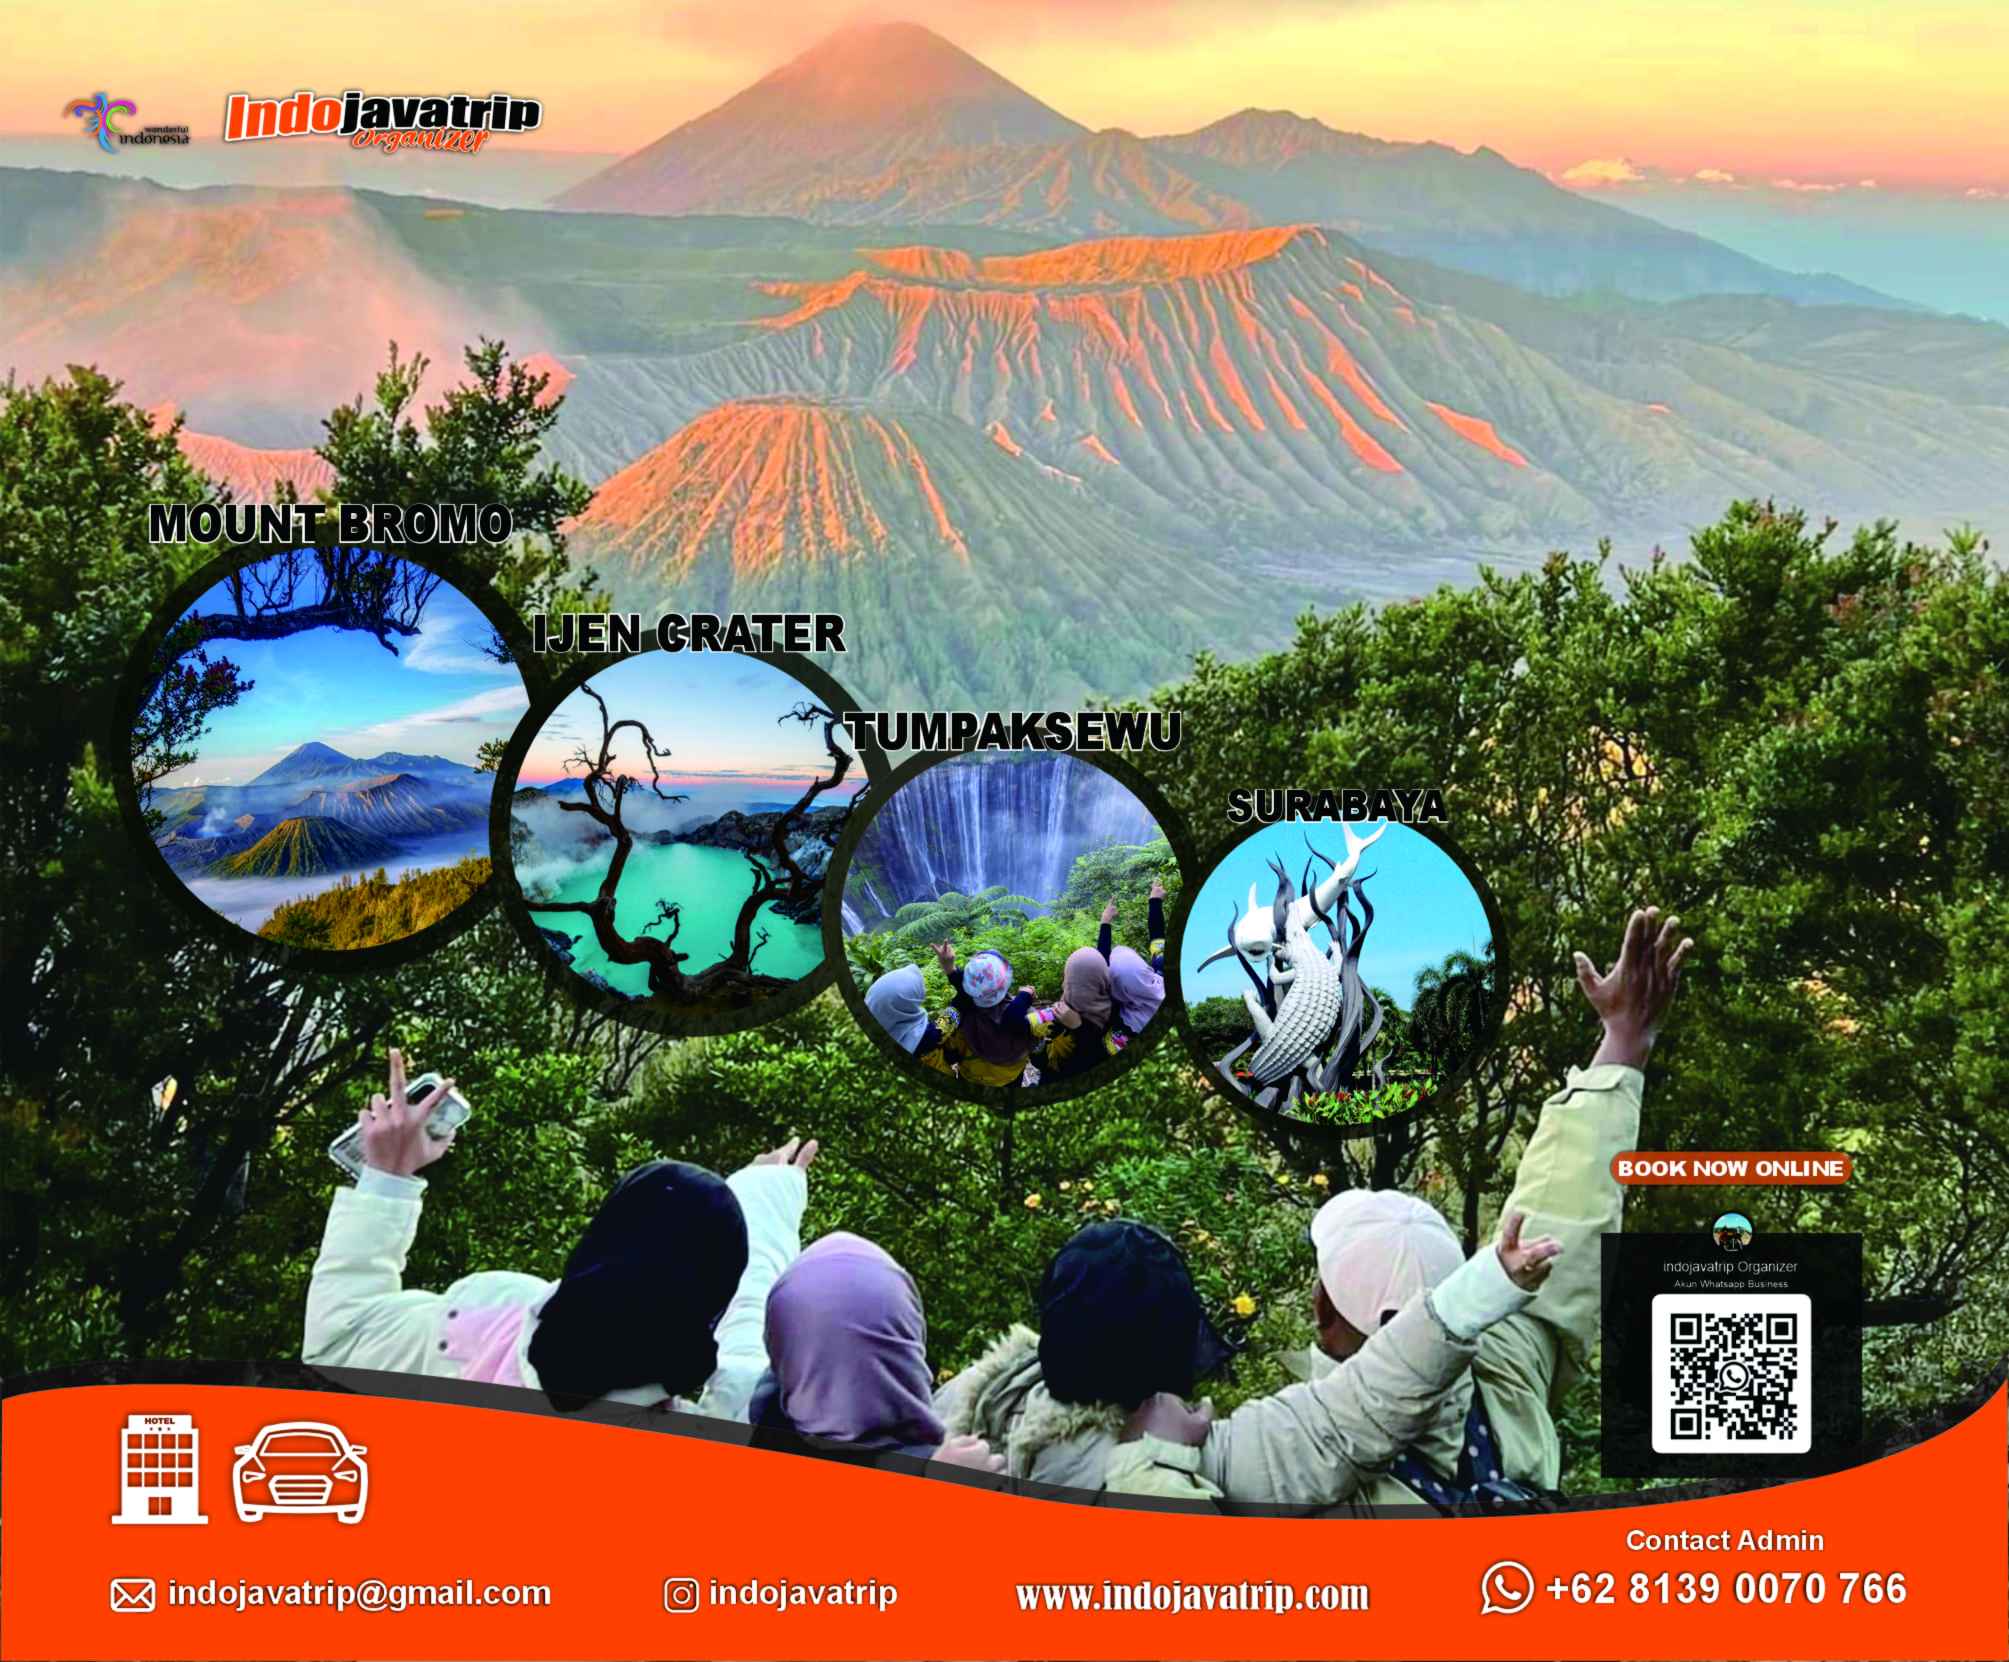 wonderful
indonesia
Indojavatrip
Organizer
MOUNT BROMO
IJEN CRATER
TUMPAKSEWU
SURABAYA
BOOK NOW ONLINE
indojavatrip Organizer
Akun Whatsapp Business
HOTEL
Contact Admin
indojavatrip@gmail.com
indojavatrip
www.indojavatrip.com
+62 8139 0070 766